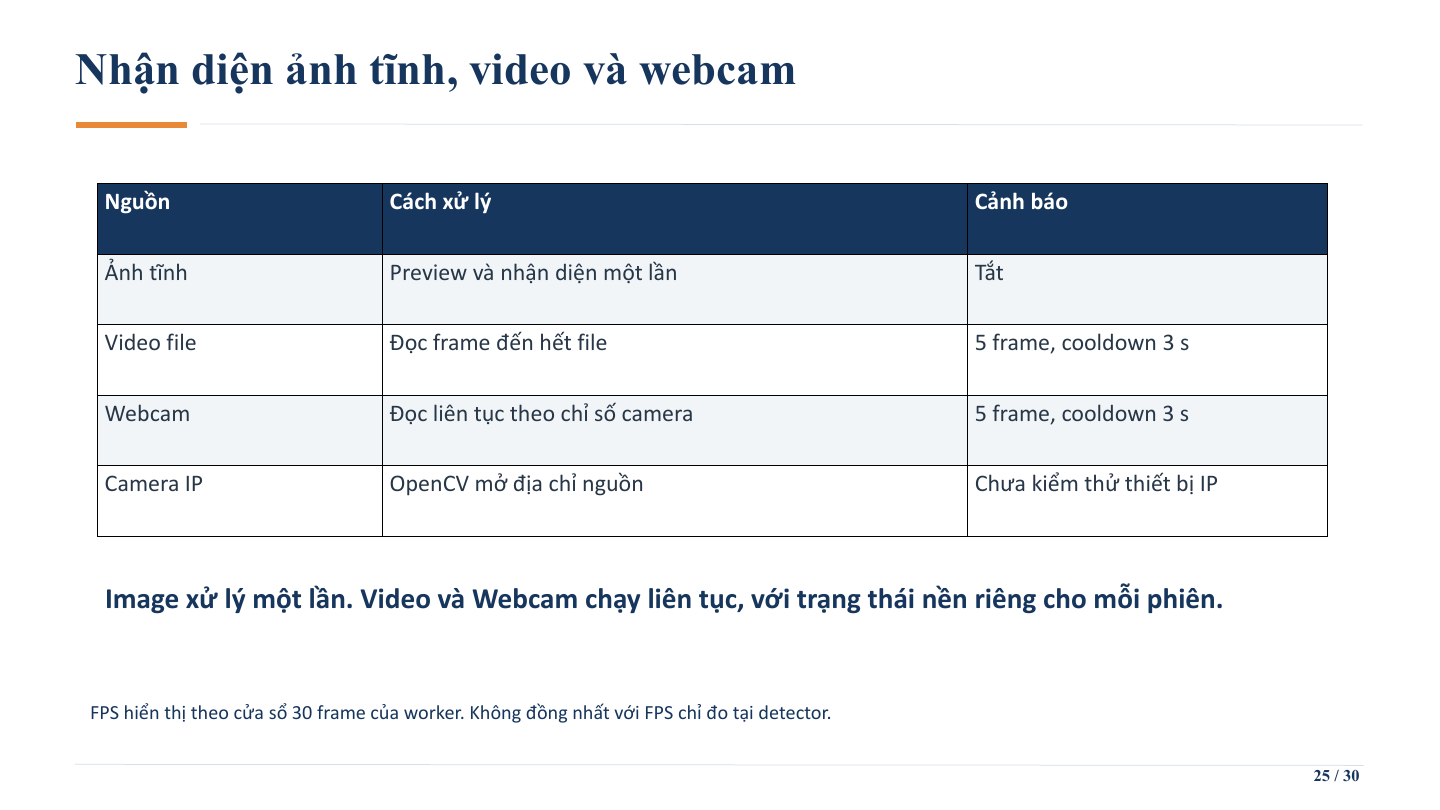 Nhận diện ảnh tĩnh, video và webcam
Nguồn Cách xử lý Cảnh báo
Ảnh tĩnh Preview và nhận diện một lần Tắt
Video file Đọc frame đến hết file 5 frame, cooldown 3 s
Webcam Đọc liên tục theo chỉ số camera 5 frame, cooldown 3 s
Camera IP OpenCV mở địa chỉ nguồn Chưa kiểm thử thiết bị IP
Image xử lý một lần. Video và Webcam chạy liên tục, với trạng thái nền riêng cho mỗi phiên.
FPS hiển thị theo cửa sổ 30 frame của worker. Không đồng nhất với FPS chỉ đo tại detector.
25 / 30